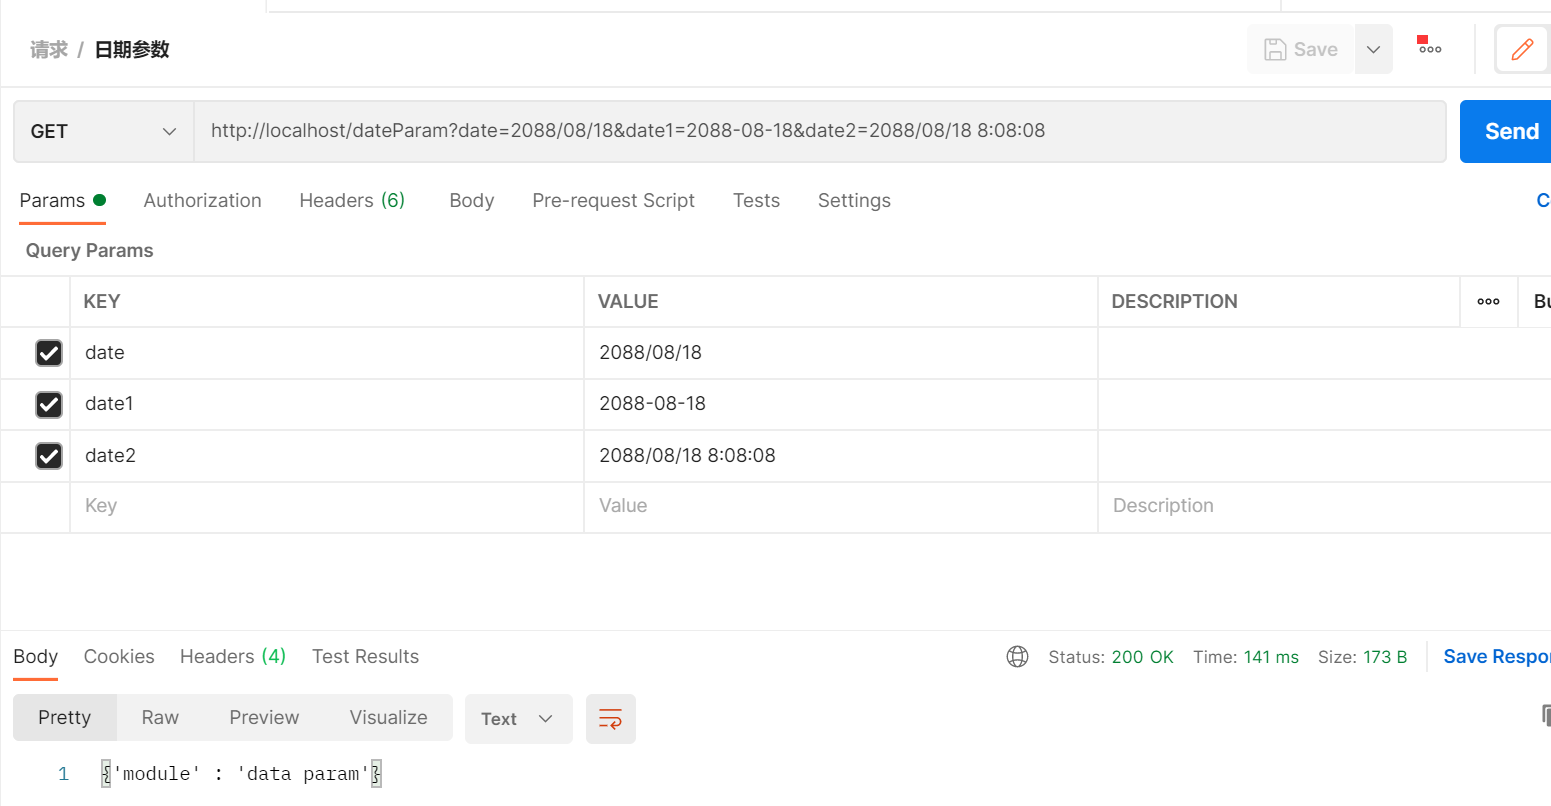 请求 / 日期参数
Save
GET
http://localhost/dateParam?date=2088/08/18&date1=2088-08-18&date2=2088/08/18 8:08:08
Send
Params Authorization Headers (6) Body Pre-request Script Tests Settings
Query Params
KEY VALUE DESCRIPTION
date 2088/08/18
date1 2088-08-18
date2 2088/08/18 8:08:08
Key Value Description
Body Cookies Headers (4) Test Results Status: 200 OK Time: 141 ms Size: 173 B Save Respo
Pretty Raw Preview Visualize Text
1 {'module' : 'data param'}